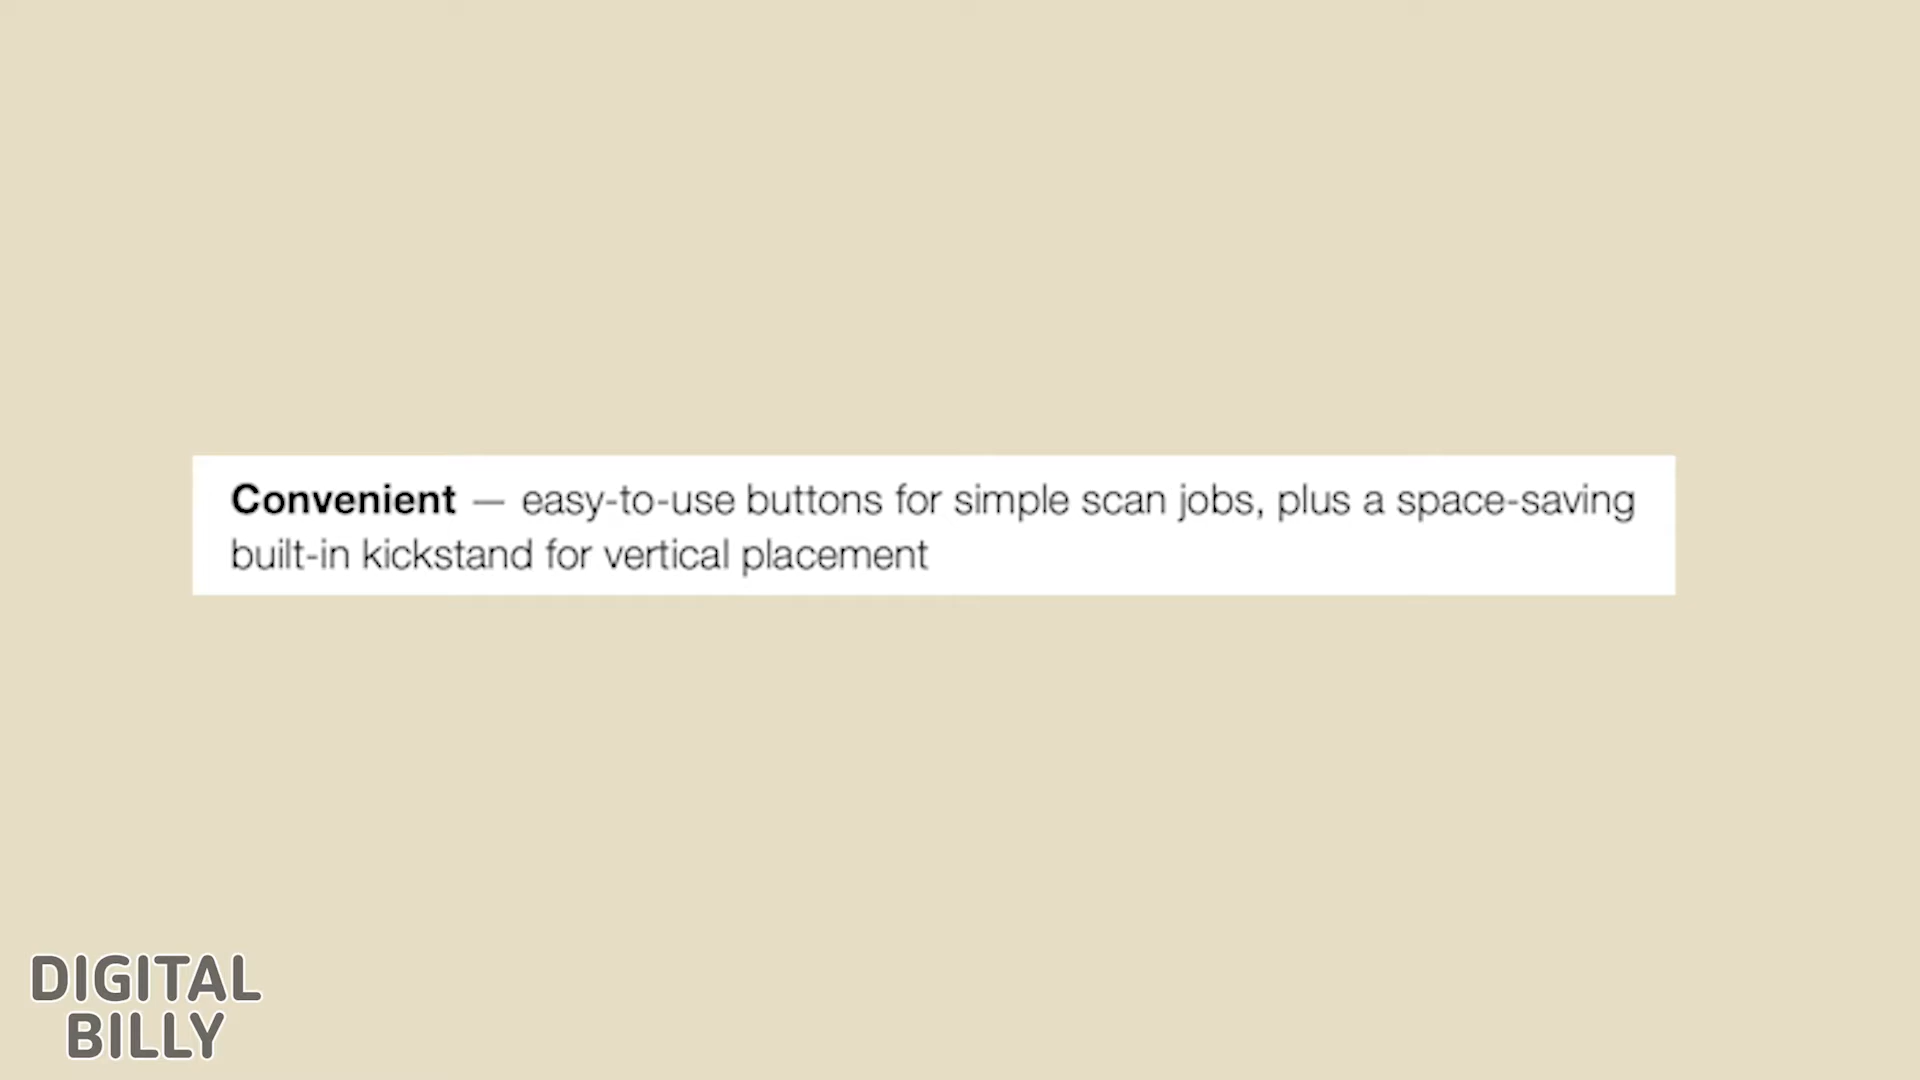 Convenient — easy-to-use buttons for simple scan jobs, plus a space-saving
built-in kickstand for vertical placement
DIGITAL
BILLY